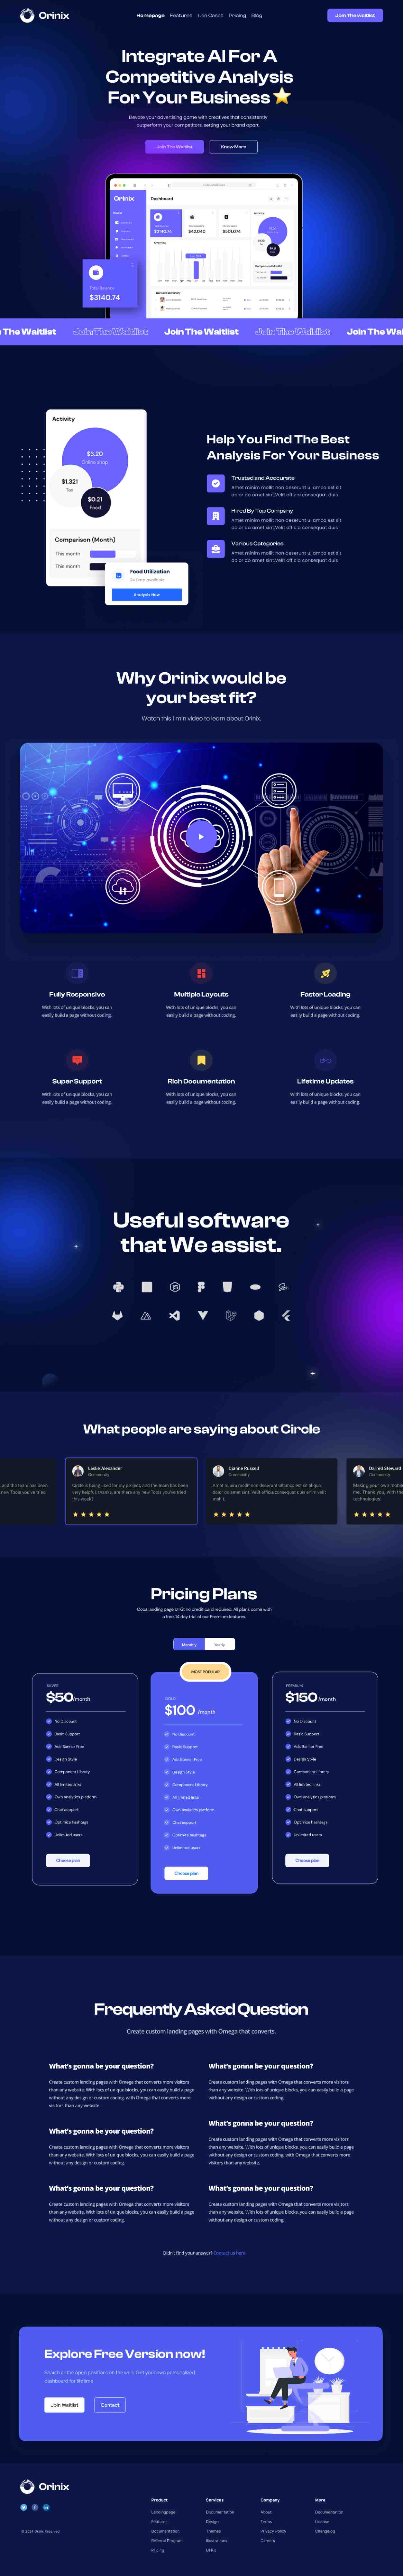 Orinix
Homepage Features Use Cases Pricing Blog
Join The waitlist
Integrate AI For A
Competitive Analysis
For Your Business
Elevate your advertising game with creatives that consistently
outperform your competitors, setting your brand apart.
Join The Waitlist
Know More
Orinix
Dashboard
Activity
$3140.74
$42.040
$501.074
Total Balance
$3140.74
The Waitlist Join The Waitlist Join The Waitlist Join The Waitlist Join The Wai
Activity
$3.20
Online shop
$1.321
Tax
$0.21
Food
Comparison (Month)
This month
This month
Food Utilization
24 Slots available
Analysis Now
Help You Find The Best
Analysis For Your Business
Trusted and Accourate
Amet minim mollit non deserunt ullamco est sit
dolor do amet sint Velit officia consequat duis
Hired By Top Company
Amet minim mollit non deserunt ullamco est sit
dolor do amet sint Velit officia consequat duis
Various Categories
Amet minim mollit non deserunt ullamco est sit
dolor do amet sint Velit officia consequat duis
Why Orinix would be
your best fit?
Watch this 1 min video to learn about Orinix.
Fully Responsive
With lots of unique blocks, you can
easily build a page without coding.
Multiple Layouts
With lots of unique blocks, you can
easily build a page without coding.
Faster Loading
With lots of unique blocks, you can
easily build a page without coding.
Super Support
With lots of unique blocks, you can
easily build a page without coding.
Rich Documentation
With lots of unique blocks, you can
easily build a page without coding.
Lifetime Updates
With lots of unique blocks, you can
easily build a page without coding.
Useful software
that We assist.
What people are saying about Circle
and the team has been
new Tools you've tried
Leslie Alexander
Community
Circle is being used for my project, and the team has been
very helpful, thanks, are there any new Tools you've tried
this week?
Dianne Russell
Community
Amet minim mollit non deserunt ullamco est sit aliqua
dolor do amet sint. Velit officia consequat duis enim velit
mollit.
Darrell Steward
Community
Making your own mobile
me. Thank you, with the
technologies!
Pricing Plans
Coca landing page UI Kit no credit card required. All plans come with
a free, 14 day trial of our Premium features.
Monthly
Yearly
SILVER
$50/month
No Discount
Basic Support
Ads Banner Free
Design Style
Component Library
All limited links
Own analytics platform
Chat support
Optimize hashtags
Unlimited users
Choose plan
MOST POPULAR
GOLD
$100 /month
No Discount
Basic Support
Ads Banner Free
Design Style
Component Library
All limited links
Own analytics platform
Chat support
Optimize hashtags
Unlimited users
Choose plan
PREMIUM
$150 /month
No Discount
Basic Support
Ads Banner Free
Design Style
Component Library
All limited links
Own analytics platform
Chat support
Optimize hashtags
Unlimited users
Choose plan
Frequently Asked Question
Create custom landing pages with Omega that converts.
What's gonna be your question?
Create custom landing pages with Omega that converts more visitors
than any website. With lots of unique blocks, you can easily build a page
without any design or custom coding. with Omega that converts more
visitors than any website.
What's gonna be your question?
Create custom landing pages with Omega that converts more visitors
than any website. With lots of unique blocks, you can easily build a page
without any design or custom coding.
What's gonna be your question?
Create custom landing pages with Omega that converts more visitors
than any website. With lots of unique blocks, you can easily build a page
without any design or custom coding.
What's gonna be your question?
Create custom landing pages with Omega that converts more visitors
than any website. With lots of unique blocks, you can easily build a page
without any design or custom coding.
What's gonna be your question?
Create custom landing pages with Omega that converts more visitors
than any website. With lots of unique blocks, you can easily build a page
without any design or custom coding. with Omega that converts more
visitors than any website.
What's gonna be your question?
Create custom landing pages with Omega that converts more visitors
than any website. With lots of unique blocks, you can easily build a page
without any design or custom coding.
Didn't find your answer? Contact us here
Explore Free Version now!
Search all the open positions on the web. Get your own personalized
dashboard for lifetime
Join Waitlist
Contact
Orinix
Product
Landingpage
Features
Documentation
Referral Program
Pricing
Services
Documentation
Design
Themes
Illustrations
UI Kit
Company
About
Terms
Privacy Policy
Careers
More
Documentation
License
Changelog